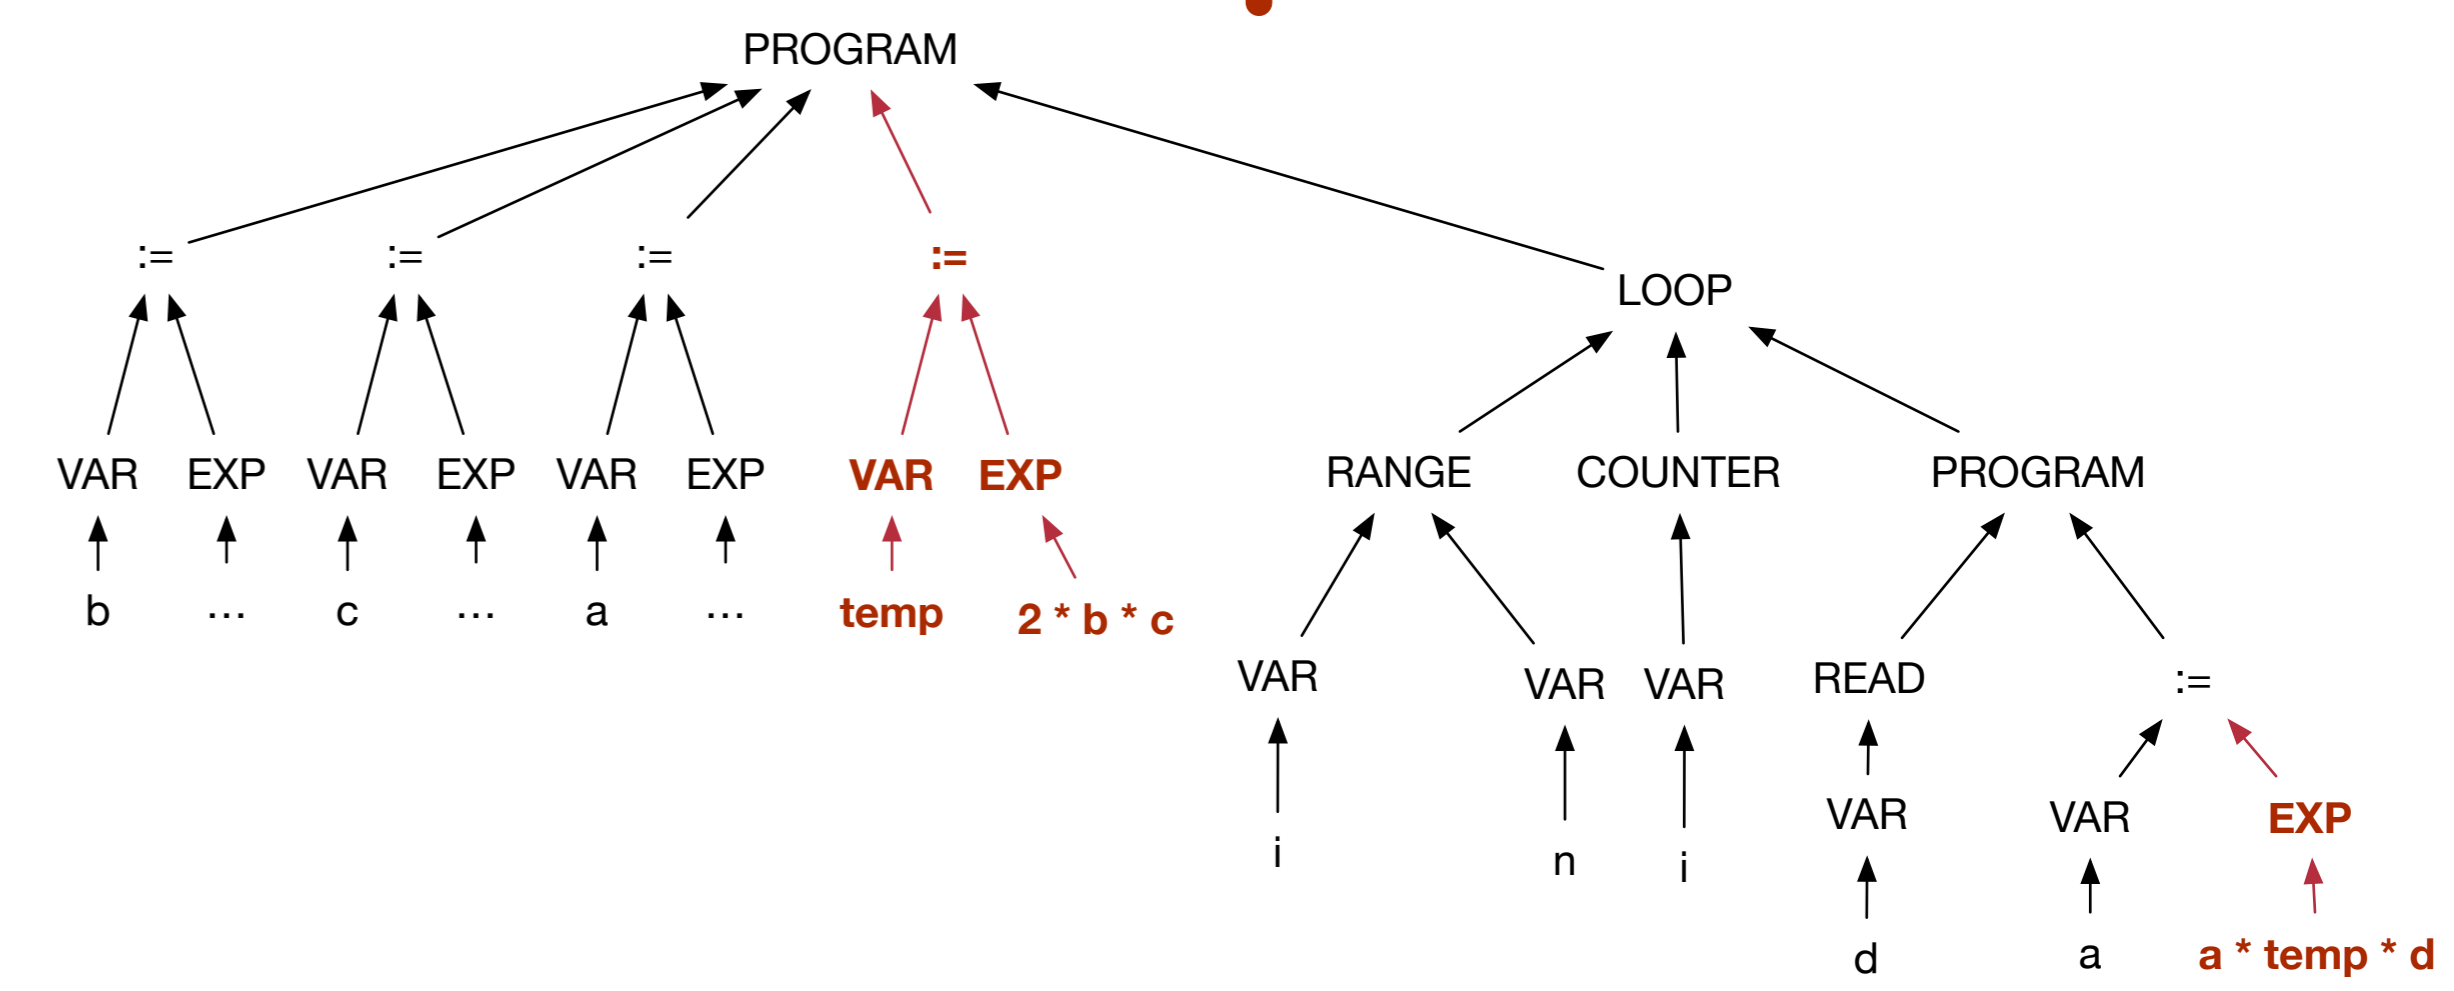 PROGRAM
:= := := := LOOP
VAR EXP VAR EXP VAR EXP VAR EXP RANGE COUNTER PROGRAM
b ... c ... a ... temp 2 * b * c
VAR VAR VAR READ :=
i n i VAR VAR EXP
d a a * temp * d